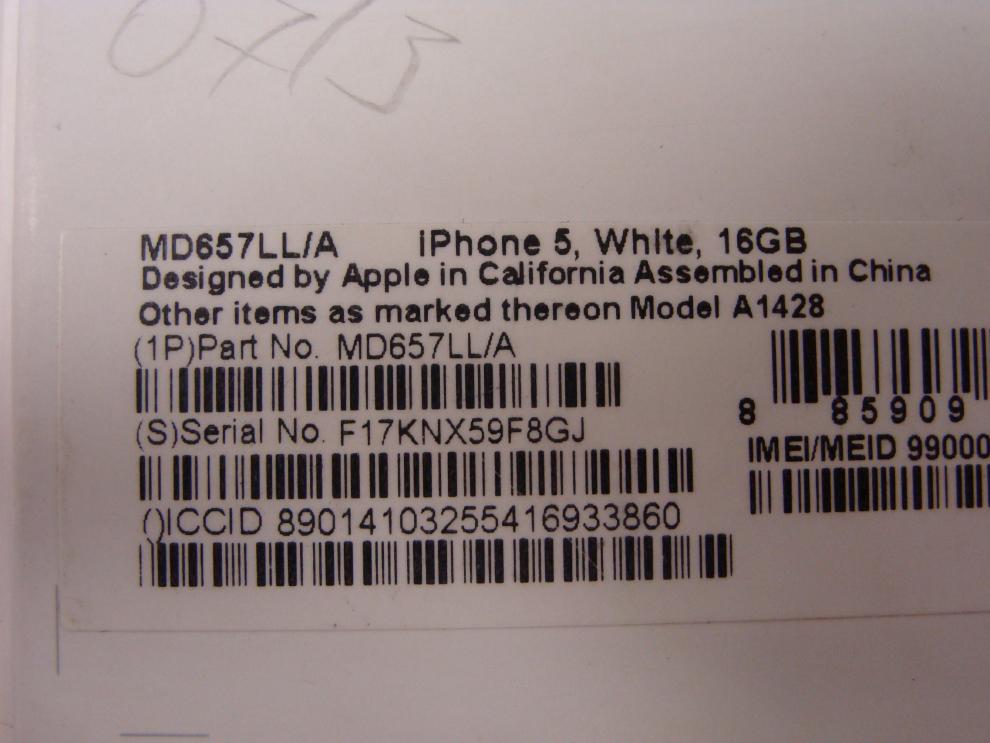 0713
MD657LL/A iPhone 5, White, 16GB
Designed by Apple in California Assembled in China
Other items as marked thereon Model A1428
(1P)Part No. MD657LL/A
(S)Serial No. F17KNX59F8GJ
8 85909
IMEI/MEID 99000
()ICCID 89014103255416933860